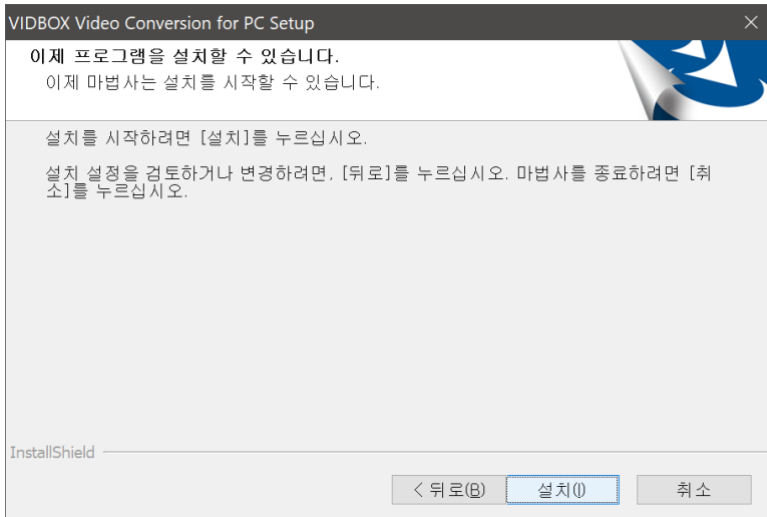 VIDBOX Video Conversion for PC Setup
이제 프로그램을 설치할 수 있습니다.
이제 마법사는 설치를 시작할 수 있습니다.
설치를 시작하려면 [설치]를 누르십시오.
설치 설정을 검토하거나 변경하려면, [뒤로]를 누르십시오. 마법사를 종료하려면 [취
소]를 누르십시오.
InstallShield
< 뒤로(B) 설치(I) 취소